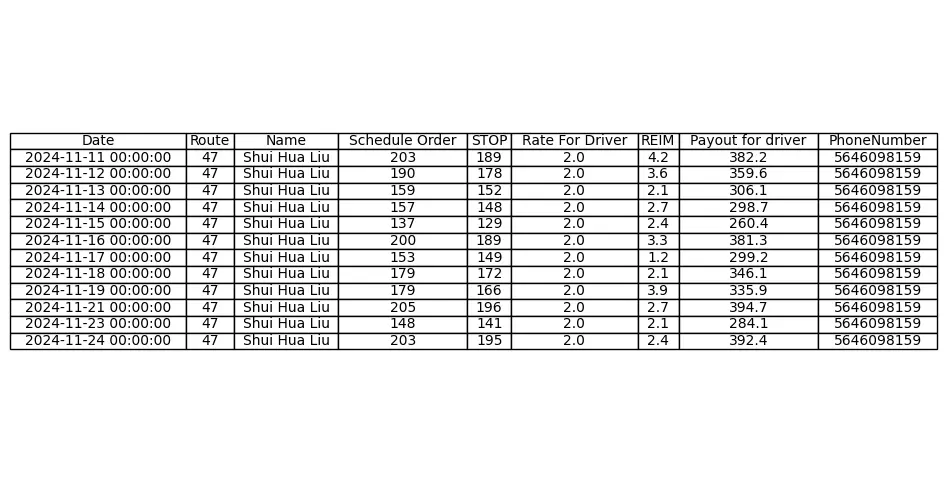 Date Route Name Schedule Order STOP Rate For Driver REIM Payout for driver PhoneNumber
2024-11-11 00:00:00 47 Shui Hua Liu 203 189 2.0 4.2 382.2 5646098159
2024-11-12 00:00:00 47 Shui Hua Liu 190 178 2.0 3.6 359.6 5646098159
2024-11-13 00:00:00 47 Shui Hua Liu 159 152 2.0 2.1 306.1 5646098159
2024-11-14 00:00:00 47 Shui Hua Liu 157 148 2.0 2.7 298.7 5646098159
2024-11-15 00:00:00 47 Shui Hua Liu 137 129 2.0 2.4 260.4 5646098159
2024-11-16 00:00:00 47 Shui Hua Liu 200 189 2.0 3.3 381.3 5646098159
2024-11-17 00:00:00 47 Shui Hua Liu 153 149 2.0 1.2 299.2 5646098159
2024-11-18 00:00:00 47 Shui Hua Liu 179 172 2.0 2.1 346.1 5646098159
2024-11-19 00:00:00 47 Shui Hua Liu 179 166 2.0 3.9 335.9 5646098159
2024-11-21 00:00:00 47 Shui Hua Liu 205 196 2.0 2.7 394.7 5646098159
2024-11-23 00:00:00 47 Shui Hua Liu 148 141 2.0 2.1 284.1 5646098159
2024-11-24 00:00:00 47 Shui Hua Liu 203 195 2.0 2.4 392.4 5646098159